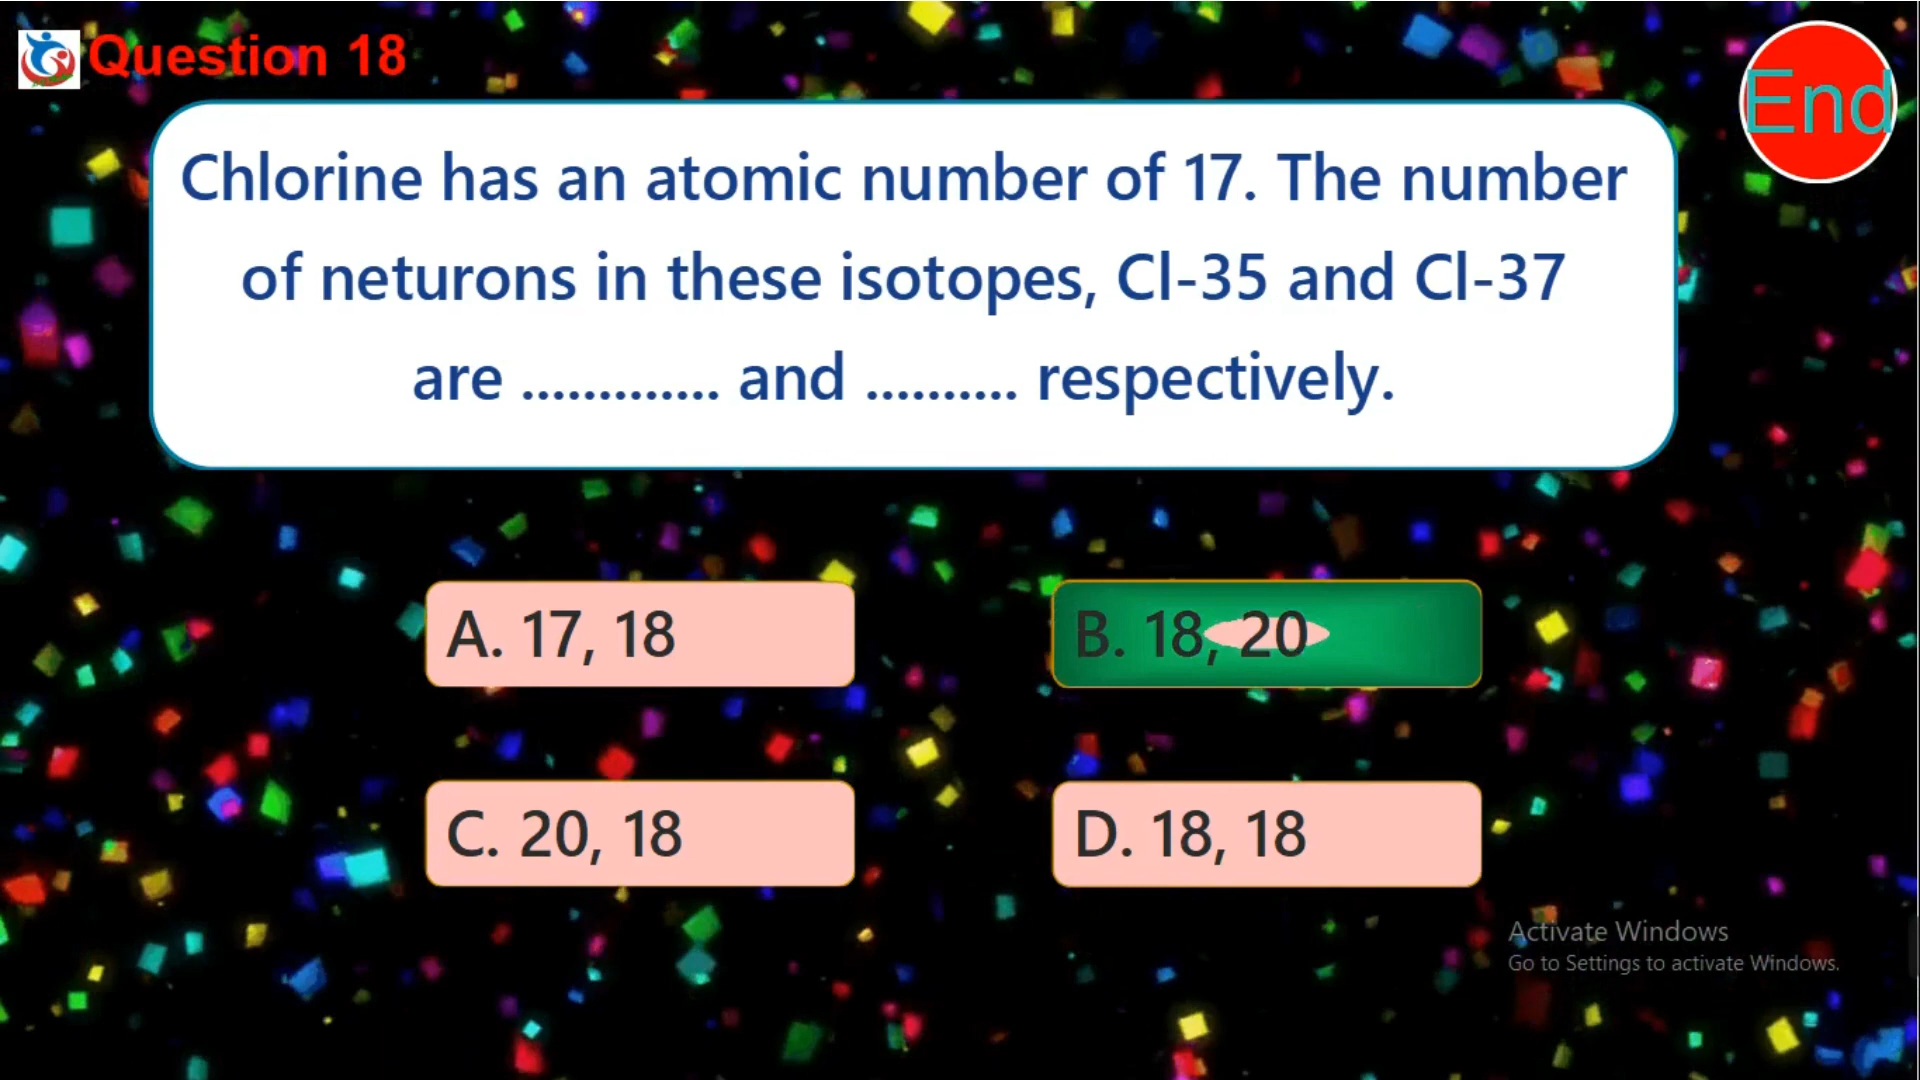 Question 18
End
Chlorine has an atomic number of 17. The number
of neturons in these isotopes, Cl-35 and Cl-37
are ............. and .......... respectively.
A. 17, 18
B. 18, 20
C. 20, 18
D. 18, 18
Activate Windows
Go to Settings to activate Windows.